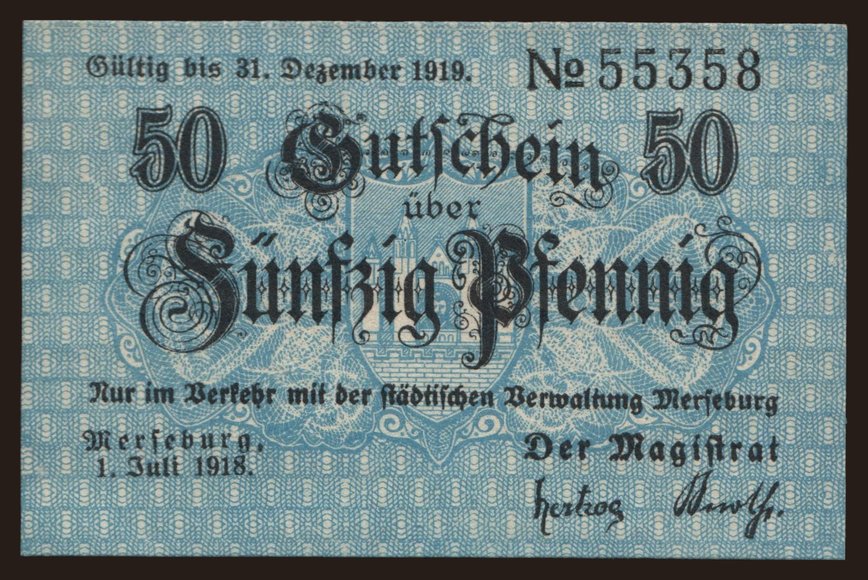 Gültig bis 31. Dezember 1919. № 55358
50 Gutschein 50
über
Fünfzig Pfennig
Nur im Verkehr mit der städtischen Verwaltung Merseburg
Merseburg,
1. Juli 1918.
Der Magistrat
Hertzog